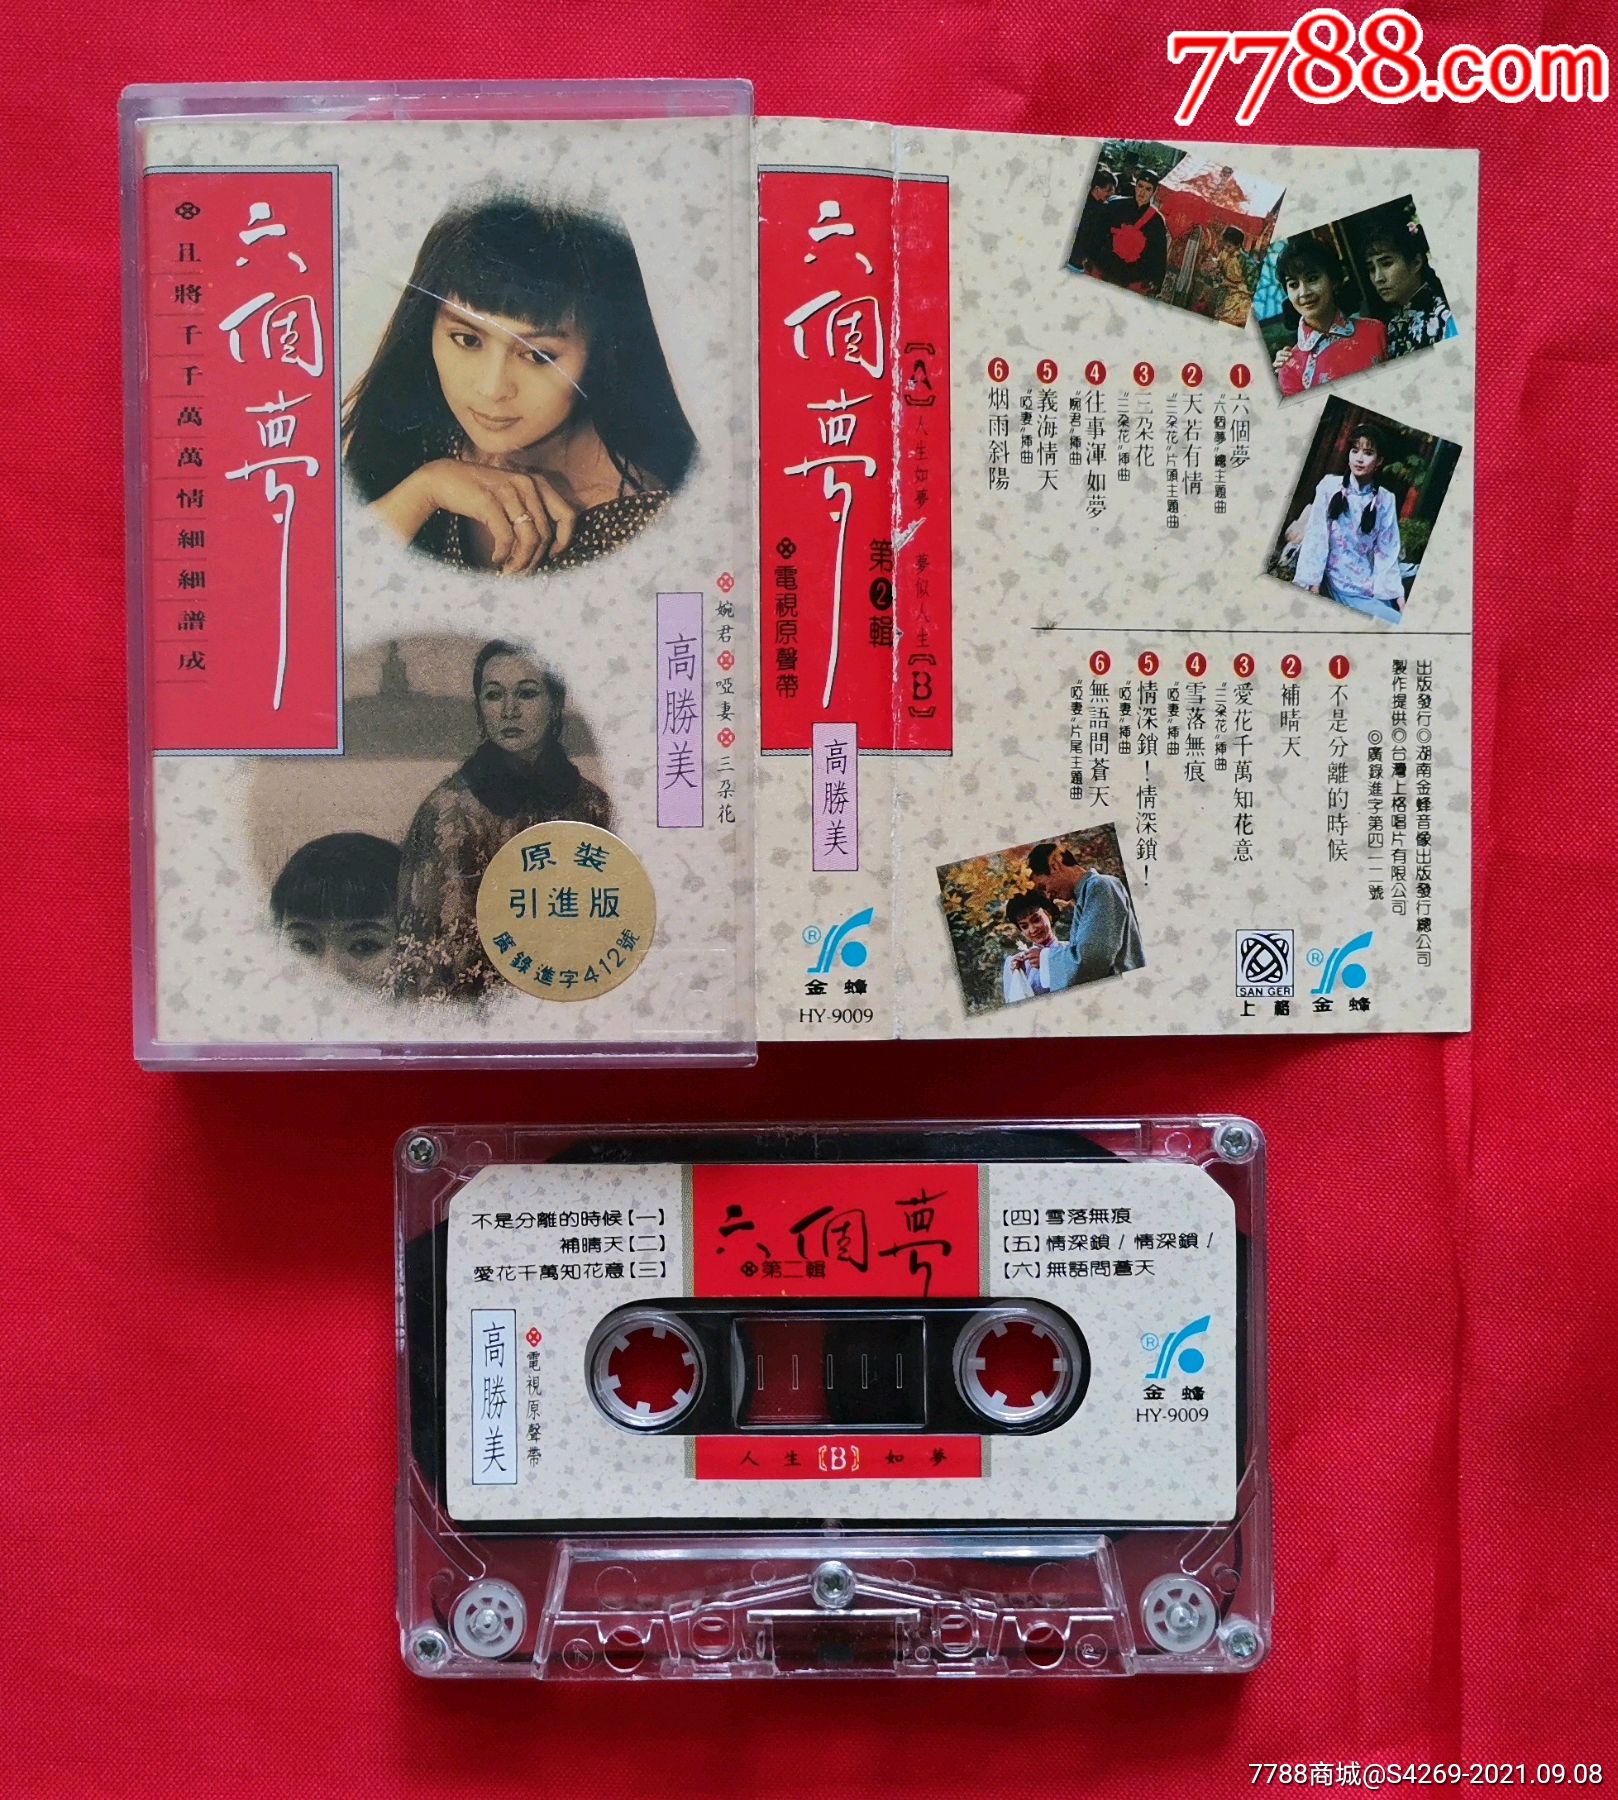 7788.com
六個夢
且將千千萬萬情細細譜成
婉君 啞妻 三朵花
高勝美
原裝
引進版
廣錄進字412號
六個夢
第2輯
電視原聲帶
高勝美
®
金蜂
HY-9009
【A】人生如夢 夢似人生【B】
1 六個夢
"六個夢"總主題曲
2 天若有情
"三朵花"片頭主題曲
3 三朵花
"三朵花"插曲
4 往事渾如夢
"婉君"插曲
5 義海情天
"啞妻"插曲
6 烟雨斜陽
出版發行◎湖南金蜂音像出版發行總公司
製作提供◎台灣上格唱片有限公司
◎廣錄進字第四一二號
1 不是分離的時候
2 補晴天
3 愛花千萬知花意
"三朵花"插曲
4 雪落無痕
"啞妻"插曲
5 情深鎖!情深鎖!
"啞妻"插曲
6 無語問蒼天
"啞妻"片尾主題曲
SAN GER
上格
®
金蜂
六個夢
第二輯
不是分離的時候【一】
補晴天【二】
愛花千萬知花意【三】
【四】雪落無痕
【五】情深鎖!情深鎖!
【六】無語問蒼天
高勝美
電視原聲帶
®
金蜂
HY-9009
人生【B】如夢
7788商城@S4269-2021.09.08